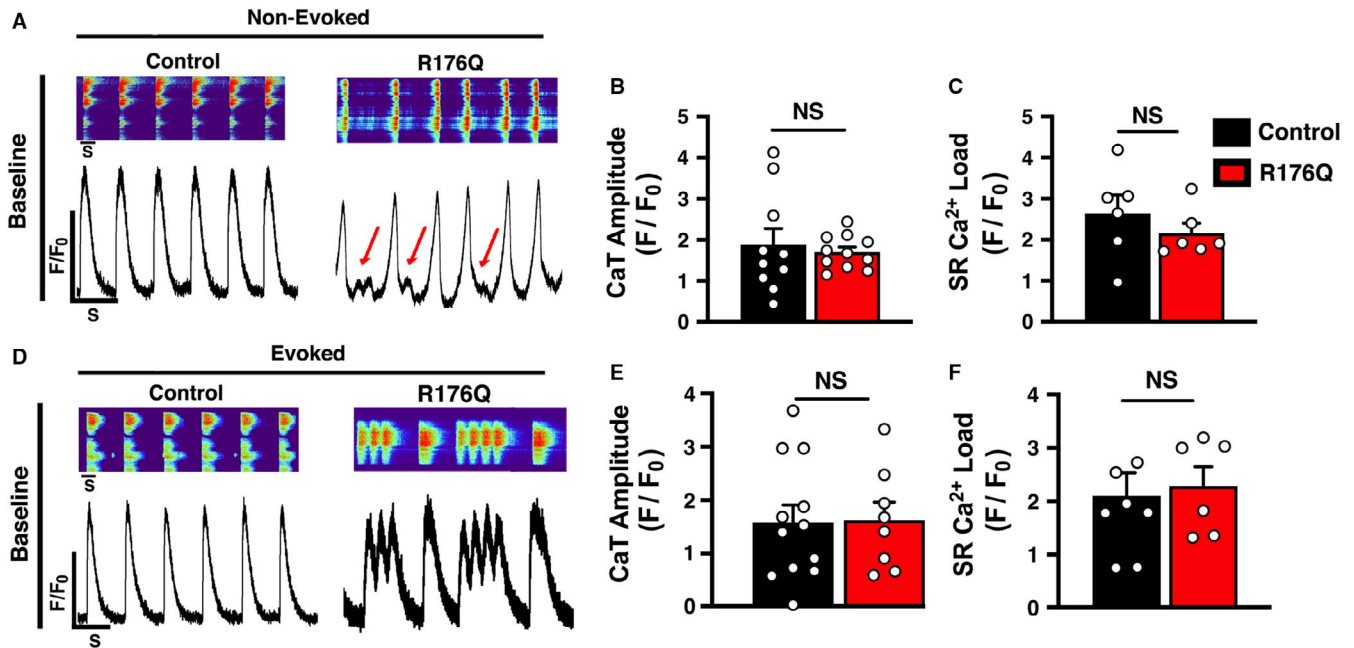 A
Non-Evoked
Control
R176Q
Baseline
S
F/F0
S
B
NS
CaT Amplitude
(F / F0)
5
4
3
2
1
0
C
NS
SR Ca2+ Load
(F / F0)
5
4
3
2
1
0
Control
R176Q
D
Evoked
Control
R176Q
Baseline
S
F/F0
S
E
NS
CaT Amplitude
(F / F0)
4
3
2
1
0
F
NS
SR Ca2+ Load
(F / F0)
4
3
2
1
0